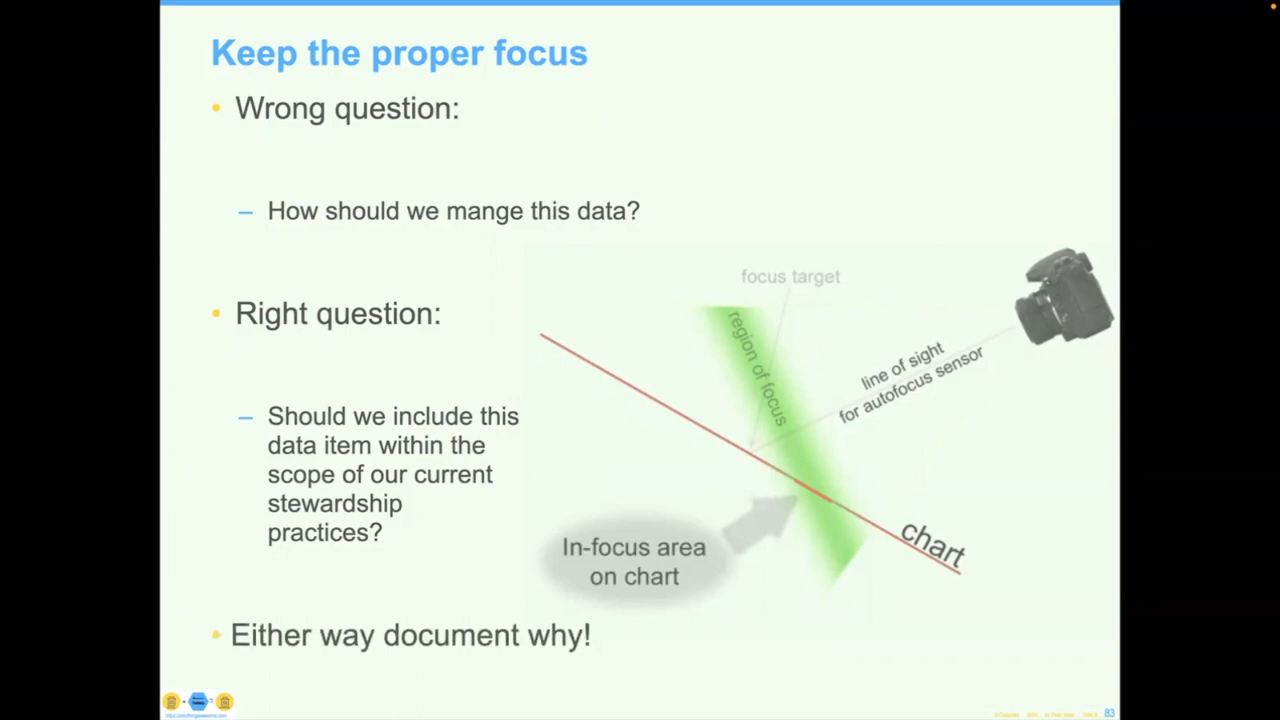 Keep the proper focus
• Wrong question:
– How should we mange this data?
• Right question:
– Should we include this
data item within the
scope of our current
stewardship
practices?
• Either way document why!
focus target
region of focus
line of sight
for autofocus sensor
In-focus area
on chart
chart
83